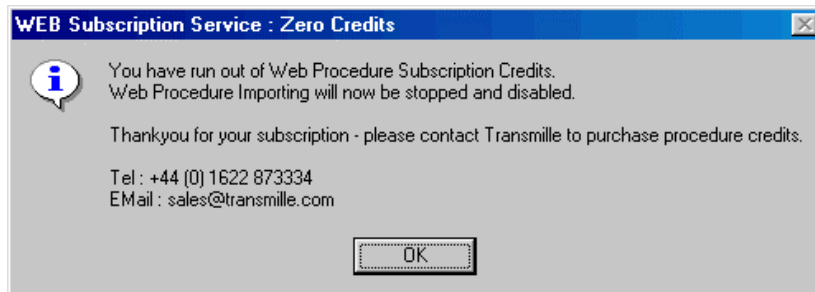 WEB Subscription Service : Zero Credits
You have run out of Web Procedure Subscription Credits.
Web Procedure Importing will now be stopped and disabled.
Thankyou for your subscription - please contact Transmille to purchase procedure credits.
Tel : +44 (0) 1622 873334
EMail : sales@transmille.com
OK